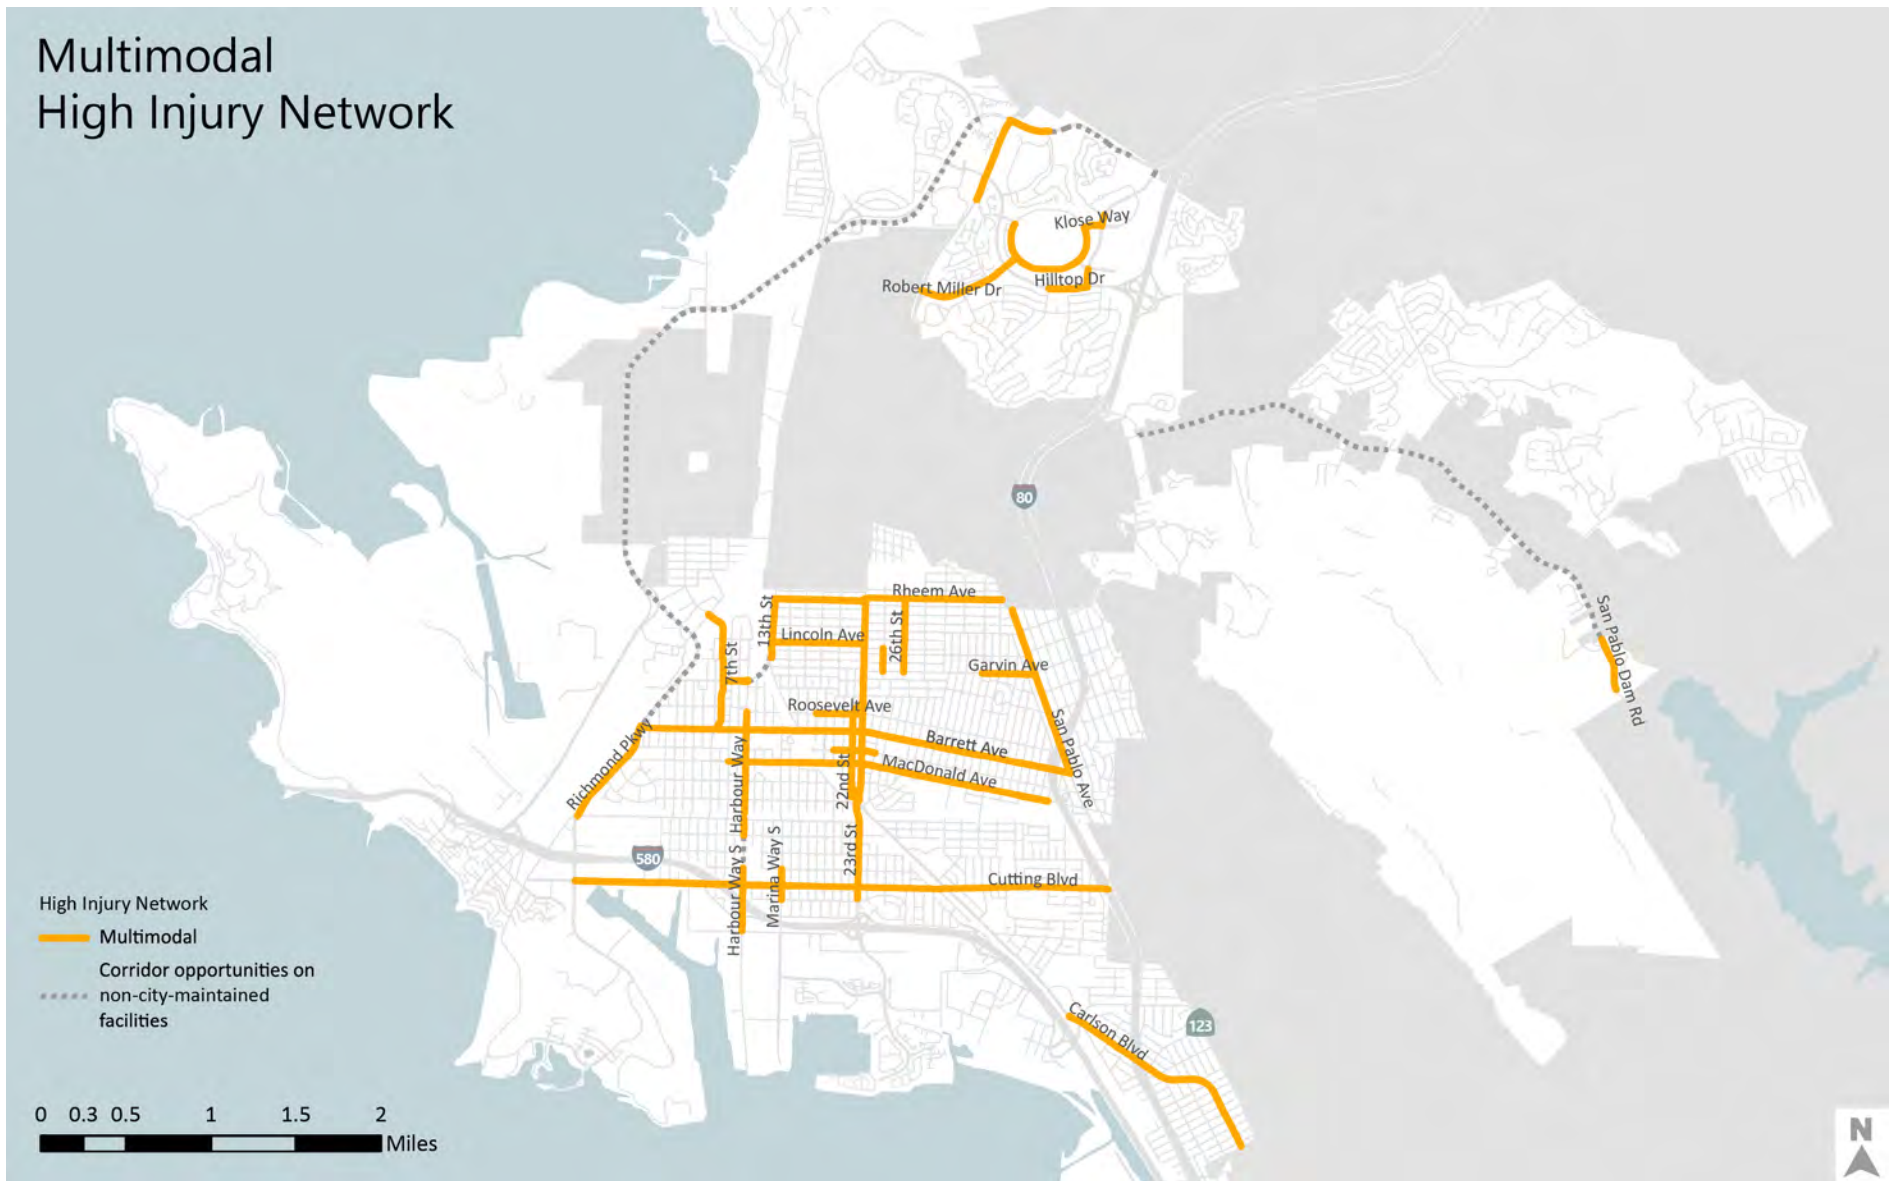 Multimodal
High Injury Network
Klose Way
Hilltop Dr
Robert Miller Dr
80
Rheem Ave
13th St
Lincoln Ave
26th St
7th St
Garvin Ave
San Pablo Dam Rd
Roosevelt Ave
San Pablo Ave
Barrett Ave
Richmond Pkwy
Harbour Way
22nd St
MacDonald Ave
580
Harbour Way S
Marina Way S
23rd St
Cutting Blvd
High Injury Network
Multimodal
Corridor opportunities on
non-city-maintained
facilities
Carlson Blvd
123
0 0.3 0.5 1 1.5 2
Miles
N